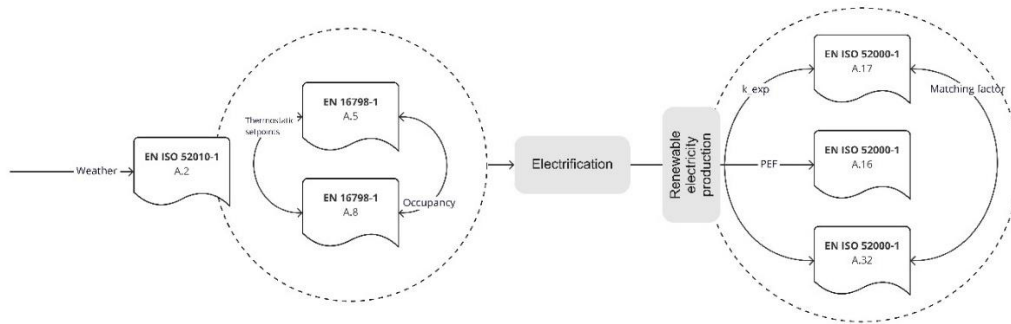 Weather
EN ISO 52010-1
A.2
EN 16798-1
A.5
Thermostatic
setpoints
EN 16798-1
A.8
Occupancy
Electrification
Renewable
electricity
production
k_exp
PEF
EN ISO 52000-1
A.17
Matching factor
EN ISO 52000-1
A.16
EN ISO 52000-1
A.32